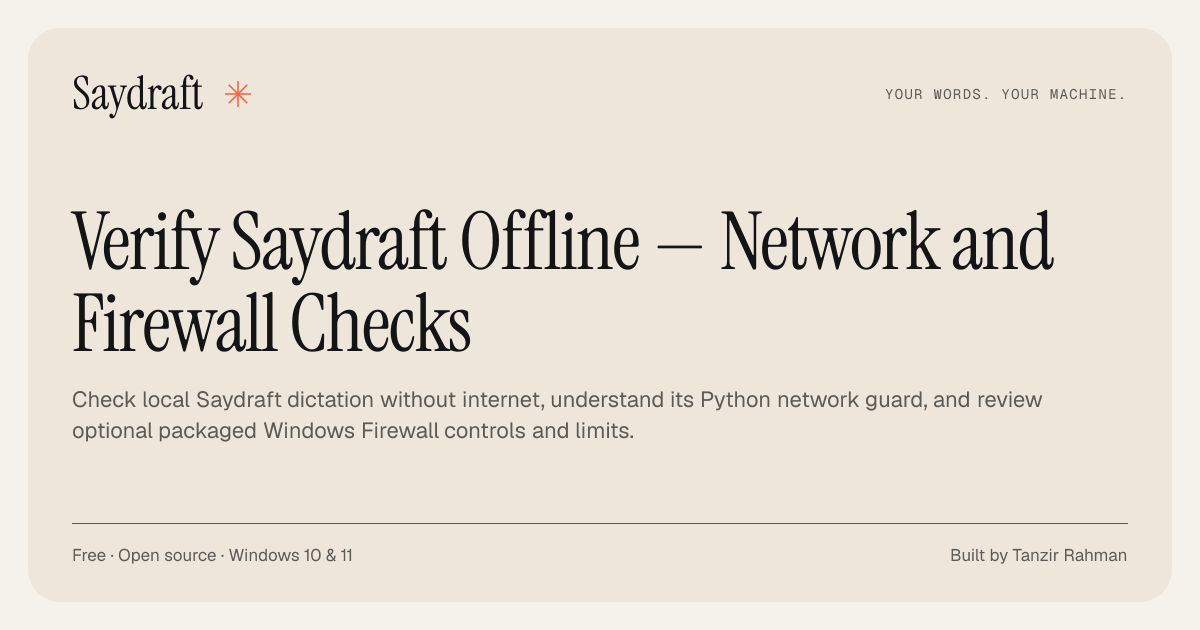 Saydraft
YOUR WORDS. YOUR MACHINE.
Verify Saydraft Offline — Network and
Firewall Checks
Check local Saydraft dictation without internet, understand its Python network guard, and review
optional packaged Windows Firewall controls and limits.
Free · Open source · Windows 10 & 11
Built by Tanzir Rahman